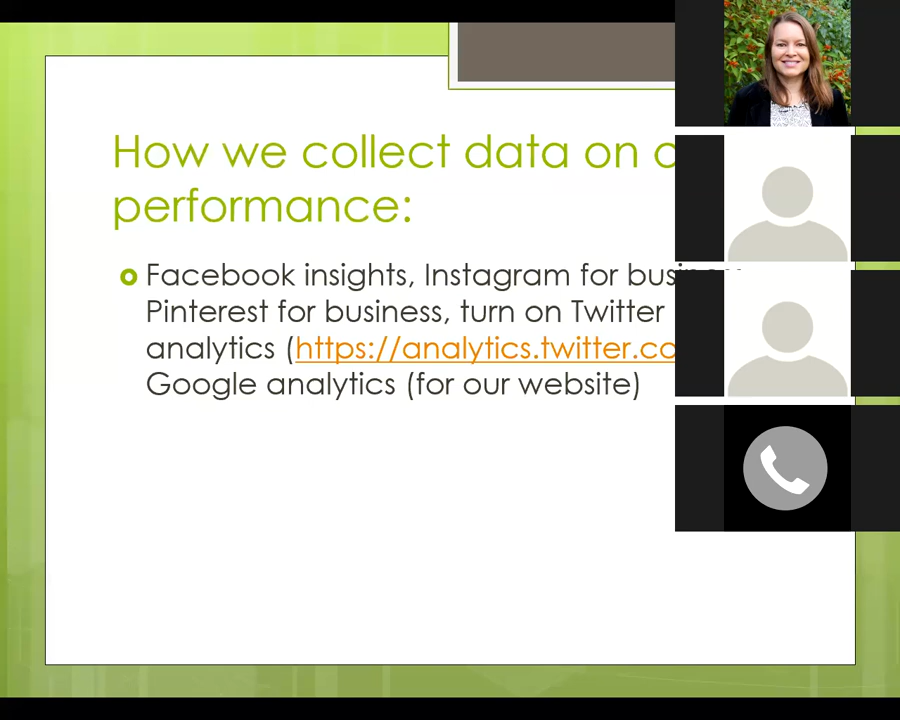 How we collect data on
performance:
Facebook insights, Instagram for business
Pinterest for business, turn on Twitter
analytics (https://analytics.twitter.co
Google analytics (for our website)